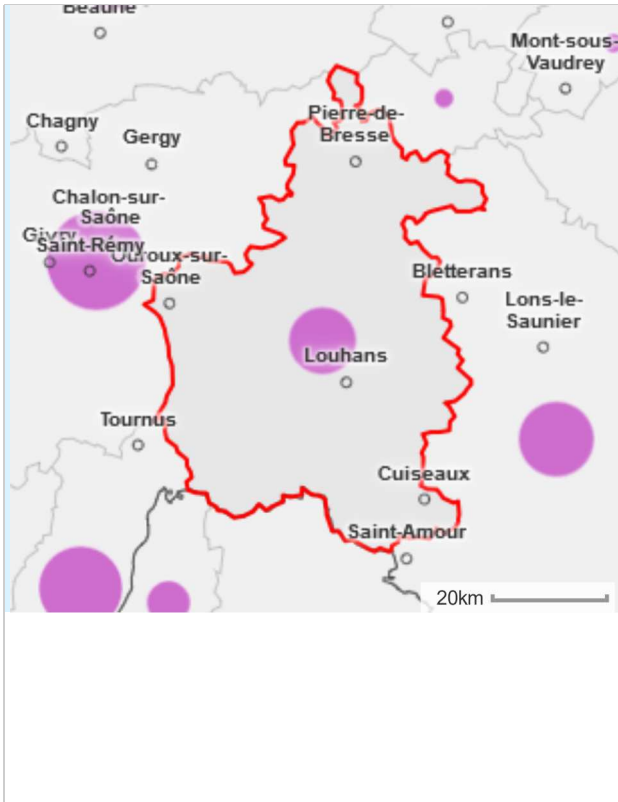 Beaune
Mont-sous-
Vaudrey
Pierre-de-
Bresse
Chagny
Gergy
Chalon-sur-
Saône
Givry
Saint-Rémy
Ouroux-sur-
Saône
Bletterans
Lons-le-
Saunier
Louhans
Tournus
Cuiseaux
Saint-Amour
20km